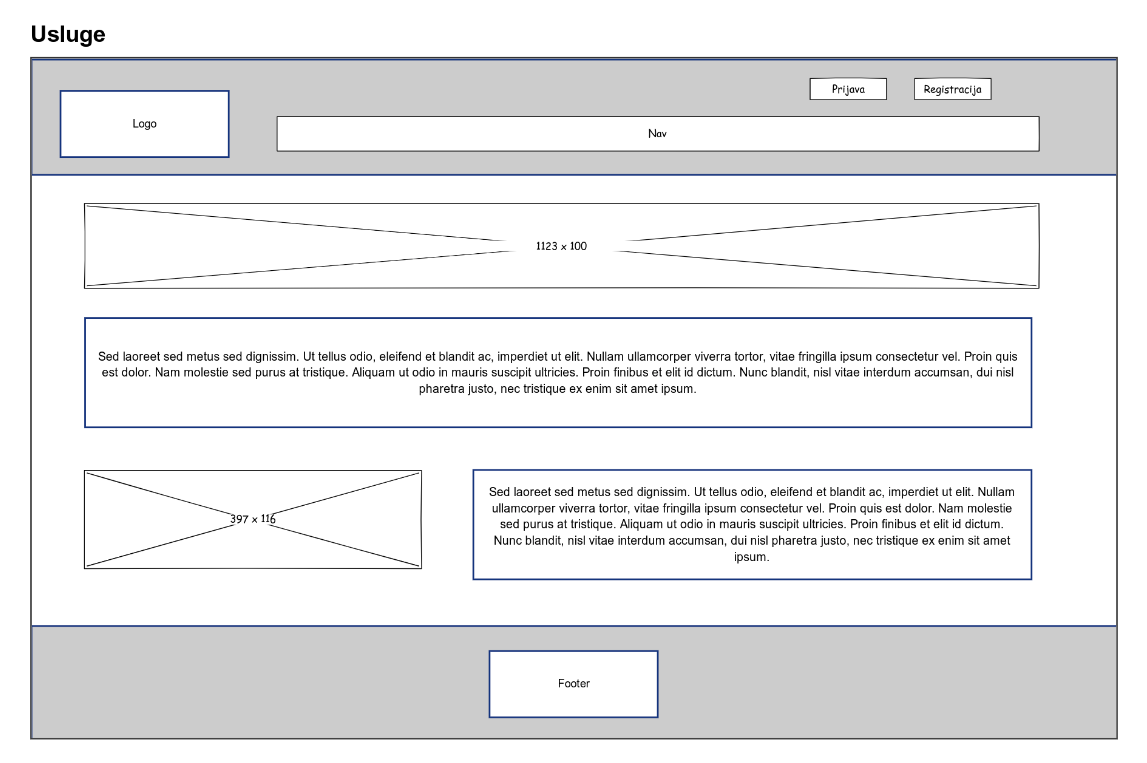 Usluge
Prijava
Registracija
Logo
Nav
1123 x 100
Sed laoreet sed metus sed dignissim. Ut tellus odio, eleifend et blandit ac, imperdiet ut elit. Nullam ullamcorper viverra tortor, vitae fringilla ipsum consectetur vel. Proin quis
est dolor. Nam molestie sed purus at tristique. Aliquam ut odio in mauris suscipit ultricies. Proin finibus et elit id dictum. Nunc blandit, nisl vitae interdum accumsan, dui nisl
pharetra justo, nec tristique ex enim sit amet ipsum.
397 x 116
Sed laoreet sed metus sed dignissim. Ut tellus odio, eleifend et blandit ac, imperdiet ut elit. Nullam
ullamcorper viverra tortor, vitae fringilla ipsum consectetur vel. Proin quis est dolor. Nam molestie
sed purus at tristique. Aliquam ut odio in mauris suscipit ultricies. Proin finibus et elit id dictum.
Nunc blandit, nisl vitae interdum accumsan, dui nisl pharetra justo, nec tristique ex enim sit amet
ipsum.
Footer